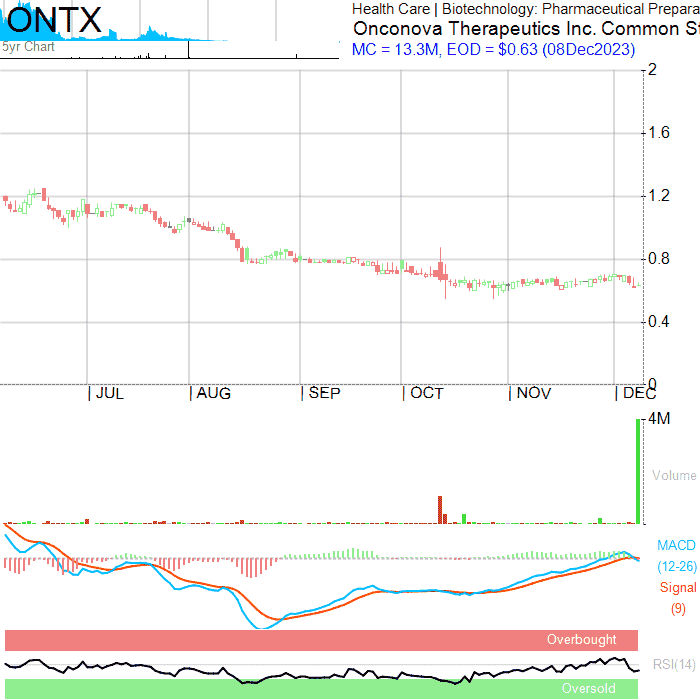 ONTX
5yr Chart
Health Care | Biotechnology: Pharmaceutical Prepara
Onconova Therapeutics Inc. Common St
MC = 13.3M, EOD = $0.63 (08Dec2023)
2
1.6
1.2
0.8
0.4
0
| JUL | AUG | SEP | OCT | NOV | DEC
4M
Volume
MACD
(12-26)
Signal
(9)
Overbought
RSI(14)
Oversold